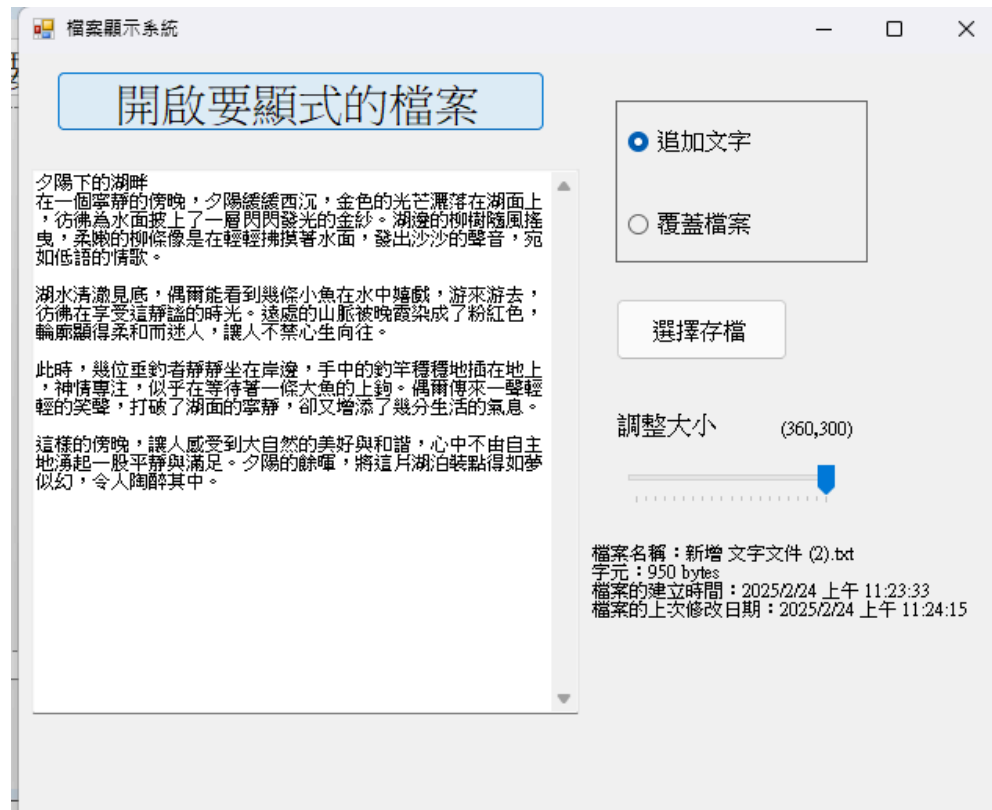 檔案顯示系統
開啟要顯式的檔案
夕陽下的湖畔
在一個寧靜的傍晚，夕陽緩緩西沉，金色的光芒灑落在湖面上
，彷彿為水面披上了一層閃閃發光的金紗。湖邊的柳樹隨風搖
曳，柔嫩的柳條像是在輕輕拂摸著水面，發出沙沙的聲音，宛
如低語的情歌。
湖水清澈見底，偶爾能看到幾條小魚在水中嬉戲，游來游去，
彷彿在享受這靜謐的時光。遠處的山脈被晚霞染成了粉紅色，
輪廓顯得柔和而迷人，讓人不禁心生向往。
此時，幾位垂釣者靜靜坐在岸邊，手中的釣竿穩穩地插在地上
，神情專注，似乎在等待著一條大魚的上鉤。偶爾傳來一聲輕
輕的笑聲，打破了湖面的寧靜，卻又增添了幾分生活的氣息。
這樣的傍晚，讓人感受到大自然的美好與和諧，心中不由自主
地湧起一股平靜與滿足。夕陽的餘暉，將這片湖泊裝點得如夢
似幻，令人陶醉其中。
追加文字
覆蓋檔案
選擇存檔
調整大小 (360,300)
檔案名稱：新增 文字文件 (2).txt
字元：950 bytes
檔案的建立時間：2025/2/24 上午 11:23:33
檔案的上次修改日期：2025/2/24 上午 11:24:15